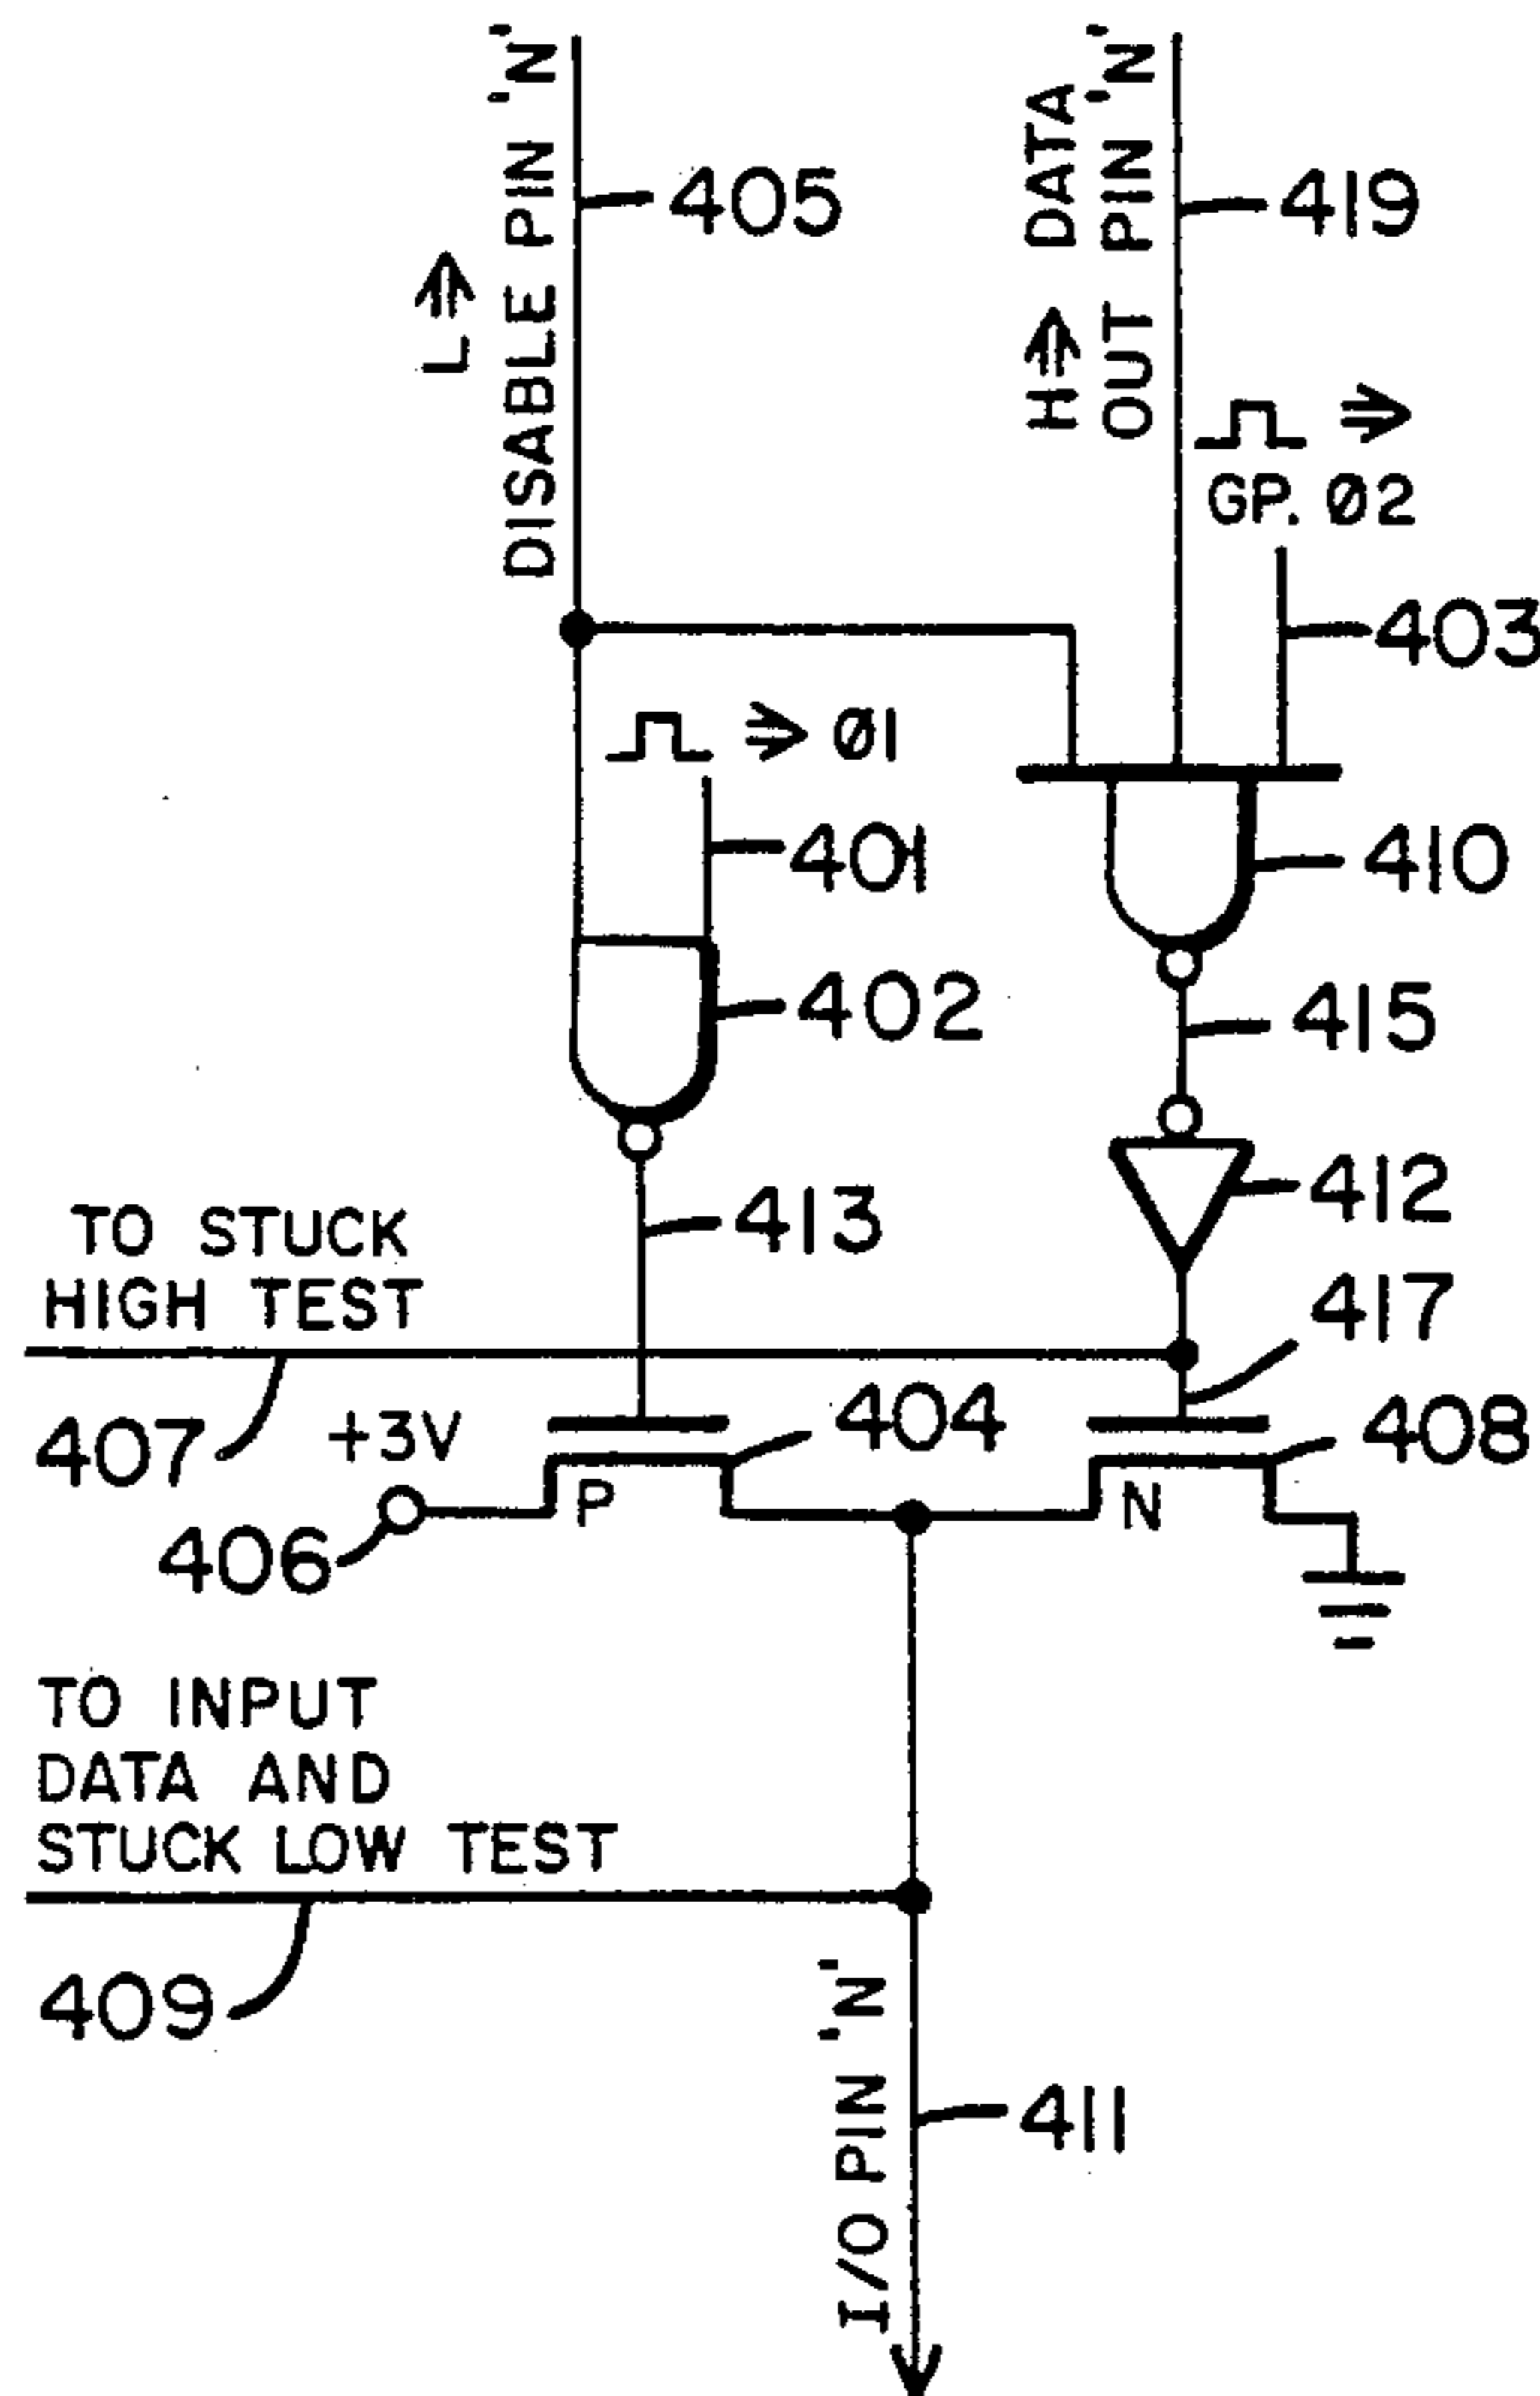 L ⇒
DISABLE PIN 'N'
405
H ⇒ DATA
OUT PIN 'N'
419
⇒
GP. Ø2
403
⇒ Ø1
401
410
402
415
412
413
TO STUCK
HIGH TEST
417
407
+3V
404
408
P
N
406
TO INPUT
DATA AND
STUCK LOW TEST
409
I/O PIN 'N'
411